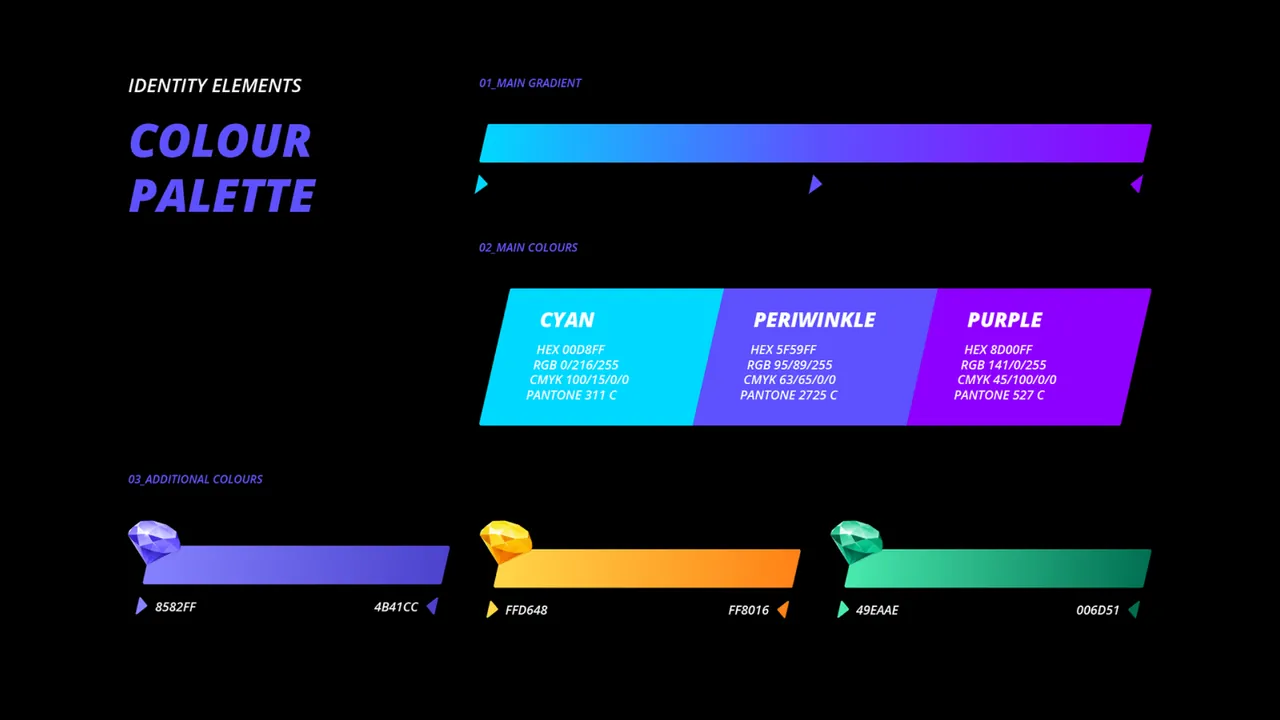 IDENTITY ELEMENTS
COLOUR
PALETTE
01_MAIN GRADIENT
02_MAIN COLOURS
CYAN
HEX 00D8FF
RGB 0/216/255
CMYK 100/15/0/0
PANTONE 311 C
PERIWINKLE
HEX 5F59FF
RGB 95/89/255
CMYK 63/65/0/0
PANTONE 2725 C
PURPLE
HEX 8D00FF
RGB 141/0/255
CMYK 45/100/0/0
PANTONE 527 C
03_ADDITIONAL COLOURS
8582FF
4B41CC
FFD648
FF8016
49EAAE
006D51